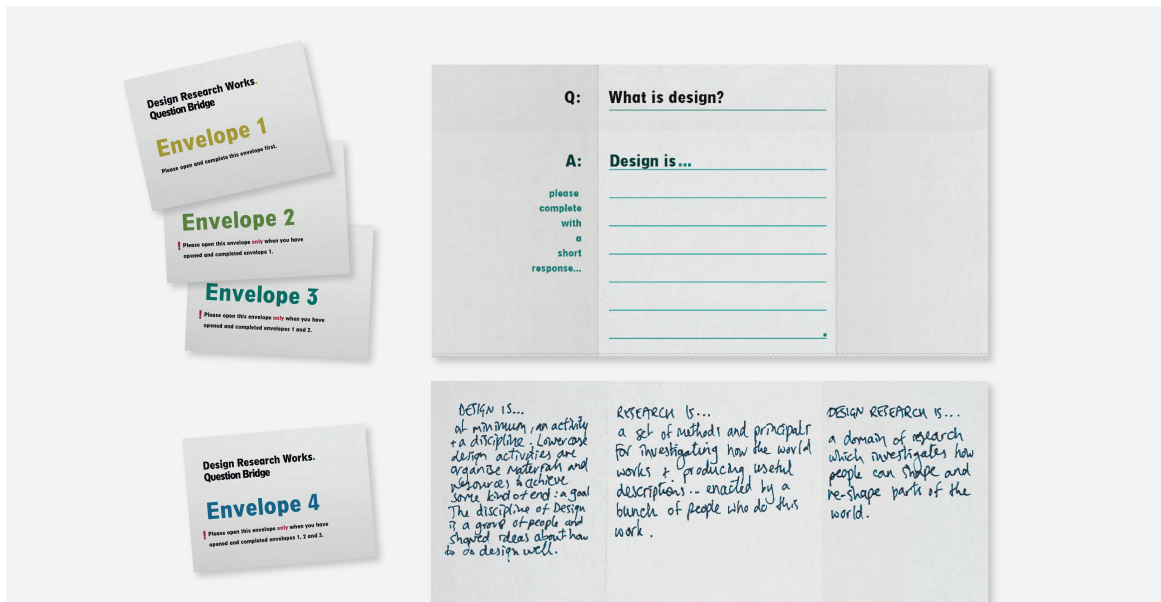 Design Research Works.
Question Bridge
Envelope 1
Please open and complete this envelope first.
Envelope 2
! Please open this envelope only when you have
opened and completed envelope 1.
Envelope 3
! Please open this envelope only when you have
opened and completed envelopes 1 and 2.
Design Research Works.
Question Bridge
Envelope 4
! Please open this envelope only when you have
opened and completed envelopes 1, 2 and 3.
Q: What is design?
A: Design is...
please
complete
with
a
short
response...
DESIGN IS...
at minimum, an activity
+ a discipline. Lowercase
design activities are
organise materials and
resources to achieve
some kind of end: a goal
The discipline of Design
is a group of people and
shared ideas about how
to do design well.
RESEARCH IS...
a set of methods and principals
for investigating how the world
works + producing useful
descriptions... enacted by a
bunch of people who do this
work.
DESIGN RESEARCH IS...
a domain of research
which investigates how
people can shape and
re-shape parts of the
world.